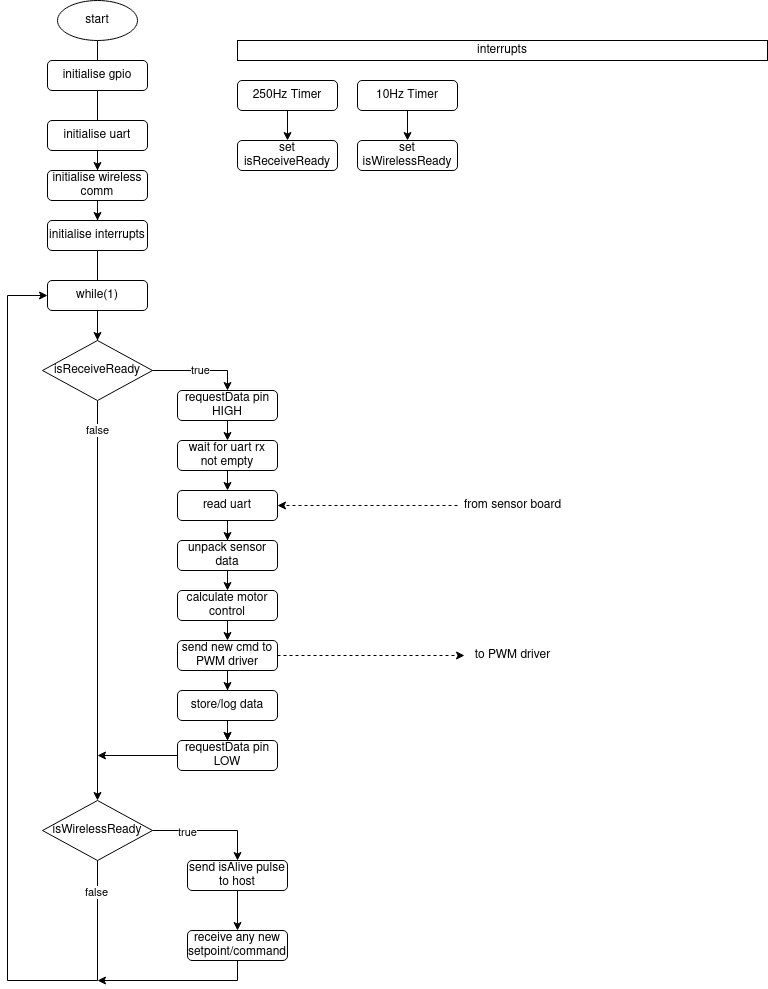 start
interrupts
initialise gpio
250Hz Timer
10Hz Timer
initialise uart
set
isReceiveReady
set
isWirelessReady
initialise wireless
comm
initialise interrupts
while(1)
isReceiveReady
true
requestData pin
HIGH
false
wait for uart rx
not empty
read uart
from sensor board
unpack sensor
data
calculate motor
control
send new cmd to
PWM driver
to PWM driver
store/log data
requestData pin
LOW
isWirelessReady
true
send isAlive pulse
to host
false
receive any new
setpoint/command